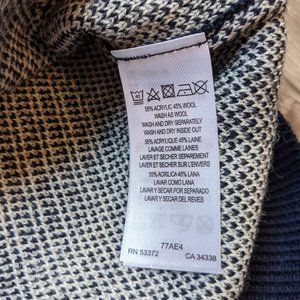 55% ACRYLIC 45% WOOL
WASH AS WOOL
WASH AND DRY SEPARATELY
WASH AND DRY INSIDE OUT
55% ACRYLIQUE 45% LAINE
LAVAGE COMME LAINES
LAVER ET SECHER SEPAREMENT
LAVER ET SECHER SUR L'ENVERS
55% ACRILICA 45% LANA
LAVAR COMO LANA
LAVAR Y SECAR POR SEPARADO
LAVAR Y SECAR DEL REVES
77AE4
RN 53372 CA 34338